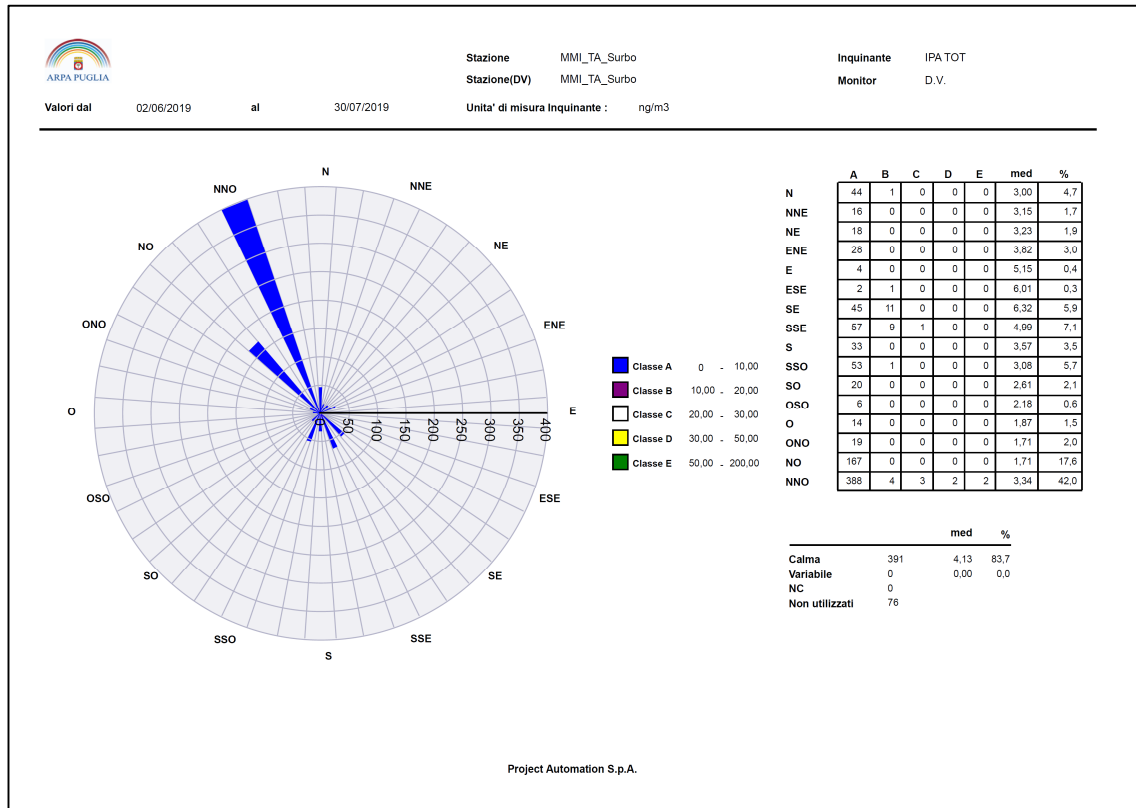 ARPA PUGLIA
Stazione MMI_TA_Surbo Inquinante IPA TOT
Stazione(DV) MMI_TA_Surbo Monitor D.V.
Valori dal 02/06/2019 al 30/07/2019 Unita' di misura Inquinante : ng/m3
N
NNE
NE
ENE
E
ESE
SE
SSE
S
SSO
SO
OSO
O
ONO
NO
NNO
0 50 100 150 200 250 300 350 400
Classe A 0 - 10,00
Classe B 10,00 - 20,00
Classe C 20,00 - 30,00
Classe D 30,00 - 50,00
Classe E 50,00 - 200,00
A B C D E med %
N 44 1 0 0 0 3,00 4,7
NNE 16 0 0 0 0 3,15 1,7
NE 18 0 0 0 0 3,23 1,9
ENE 28 0 0 0 0 3,82 3,0
E 4 0 0 0 0 5,15 0,4
ESE 2 1 0 0 0 6,01 0,3
SE 45 11 0 0 0 6,32 5,9
SSE 57 9 1 0 0 4,99 7,1
S 33 0 0 0 0 3,57 3,5
SSO 53 1 0 0 0 3,08 5,7
SO 20 0 0 0 0 2,61 2,1
OSO 6 0 0 0 0 2,18 0,6
O 14 0 0 0 0 1,87 1,5
ONO 19 0 0 0 0 1,71 2,0
NO 167 0 0 0 0 1,71 17,6
NNO 388 4 3 2 2 3,34 42,0
med %
Calma 391 4,13 83,7
Variabile 0 0,00 0,0
NC 0
Non utilizzati 76
Project Automation S.p.A.